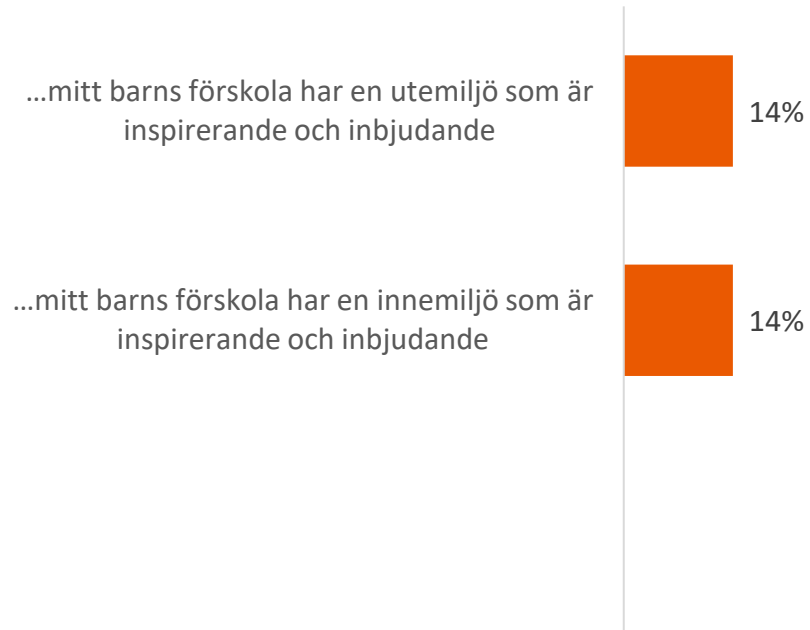 …mitt barns förskola har en utemiljö som är
inspirerande och inbjudande
14%
…mitt barns förskola har en innemiljö som är
inspirerande och inbjudande
14%